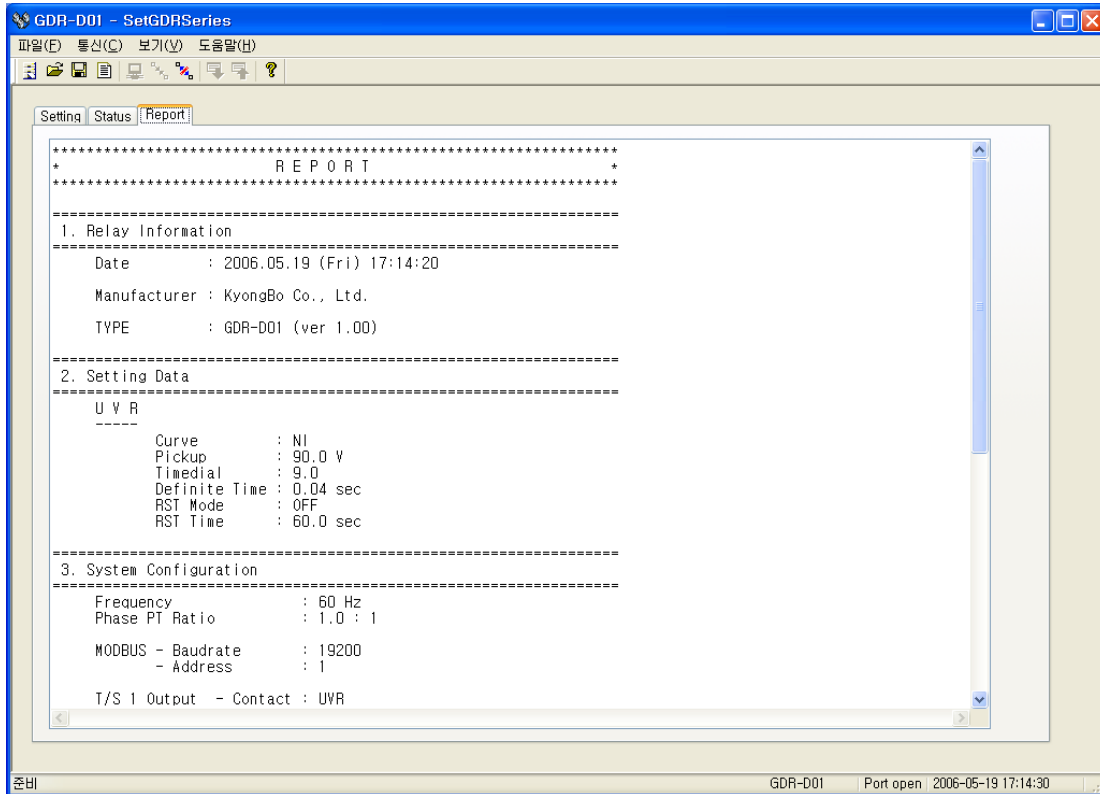 GDR-D01 - SetGDRSeries
파일(F) 통신(C) 보기(V) 도움말(H)
Setting Status Report
******************************************************************
* R E P O R T *
******************************************************************
==================================================================
1. Relay Information
==================================================================
Date : 2006.05.19 (Fri) 17:14:20
Manufacturer : KyongBo Co., Ltd.
TYPE : GDR-D01 (ver 1.00)
==================================================================
2. Setting Data
==================================================================
U V R
-----
Curve : NI
Pickup : 90.0 V
Timedial : 9.0
Definite Time : 0.04 sec
RST Mode : OFF
RST Time : 60.0 sec
==================================================================
3. System Configuration
==================================================================
Frequency : 60 Hz
Phase PT Ratio : 1.0 : 1
MODBUS - Baudrate : 19200
- Address : 1
T/S 1 Output - Contact : UVR
준비 GDR-D01 Port open 2006-05-19 17:14:30